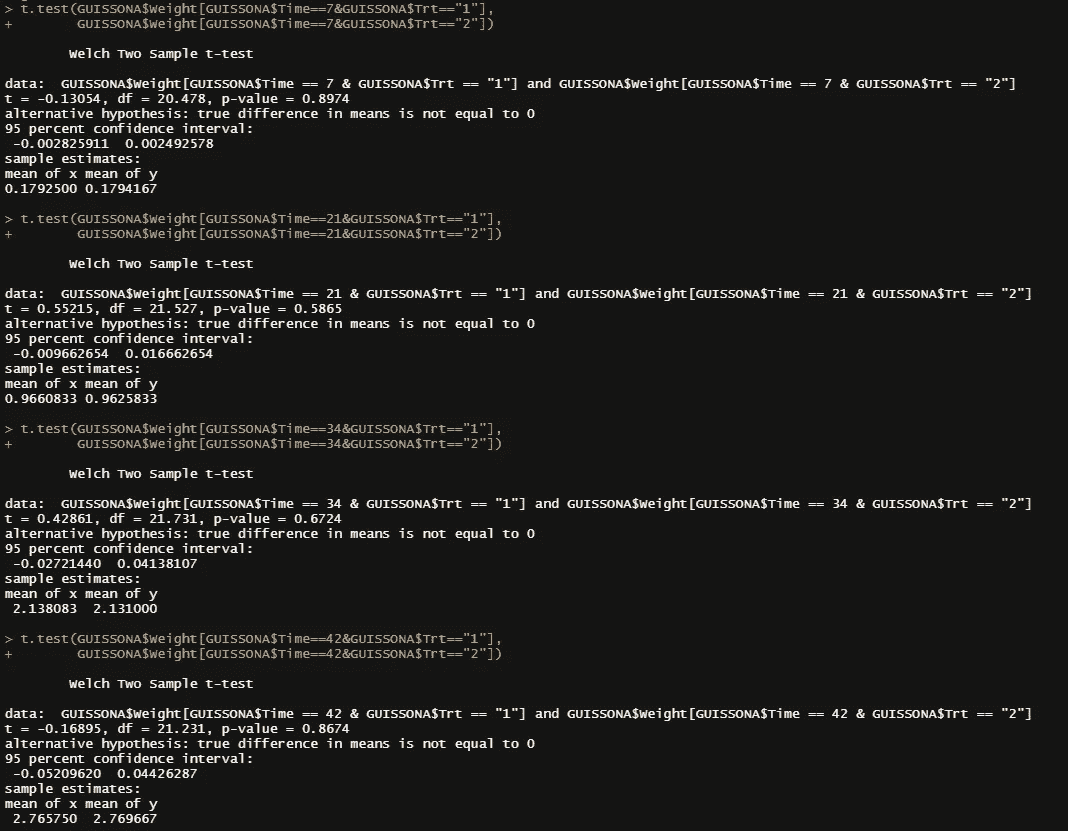 > t.test(GUISSONA$Weight[GUISSONA$Time==7&GUISSONA$Trt=="1"],
+        GUISSONA$Weight[GUISSONA$Time==7&GUISSONA$Trt=="2"])
Welch Two Sample t-test
data:  GUISSONA$Weight[GUISSONA$Time == 7 & GUISSONA$Trt == "1"] and GUISSONA$Weight[GUISSONA$Time == 7 & GUISSONA$Trt == "2"]
t = -0.13054, df = 20.478, p-value = 0.8974
alternative hypothesis: true difference in means is not equal to 0
95 percent confidence interval:
-0.002825911  0.002492578
sample estimates:
mean of x mean of y
0.1792500 0.1794167
> t.test(GUISSONA$Weight[GUISSONA$Time==21&GUISSONA$Trt=="1"],
+        GUISSONA$Weight[GUISSONA$Time==21&GUISSONA$Trt=="2"])
Welch Two Sample t-test
data:  GUISSONA$Weight[GUISSONA$Time == 21 & GUISSONA$Trt == "1"] and GUISSONA$Weight[GUISSONA$Time == 21 & GUISSONA$Trt == "2"]
t = 0.55215, df = 21.527, p-value = 0.5865
alternative hypothesis: true difference in means is not equal to 0
95 percent confidence interval:
-0.009662654  0.016662654
sample estimates:
mean of x mean of y
0.9660833 0.9625833
> t.test(GUISSONA$Weight[GUISSONA$Time==34&GUISSONA$Trt=="1"],
+        GUISSONA$Weight[GUISSONA$Time==34&GUISSONA$Trt=="2"])
Welch Two Sample t-test
data:  GUISSONA$Weight[GUISSONA$Time == 34 & GUISSONA$Trt == "1"] and GUISSONA$Weight[GUISSONA$Time == 34 & GUISSONA$Trt == "2"]
t = 0.42861, df = 21.731, p-value = 0.6724
alternative hypothesis: true difference in means is not equal to 0
95 percent confidence interval:
-0.02721440  0.04138107
sample estimates:
mean of x mean of y
2.138083  2.131000
> t.test(GUISSONA$Weight[GUISSONA$Time==42&GUISSONA$Trt=="1"],
+        GUISSONA$Weight[GUISSONA$Time==42&GUISSONA$Trt=="2"])
Welch Two Sample t-test
data:  GUISSONA$Weight[GUISSONA$Time == 42 & GUISSONA$Trt == "1"] and GUISSONA$Weight[GUISSONA$Time == 42 & GUISSONA$Trt == "2"]
t = -0.16895, df = 21.231, p-value = 0.8674
alternative hypothesis: true difference in means is not equal to 0
95 percent confidence interval:
-0.05209620  0.04426287
sample estimates:
mean of x mean of y
2.765750  2.769667